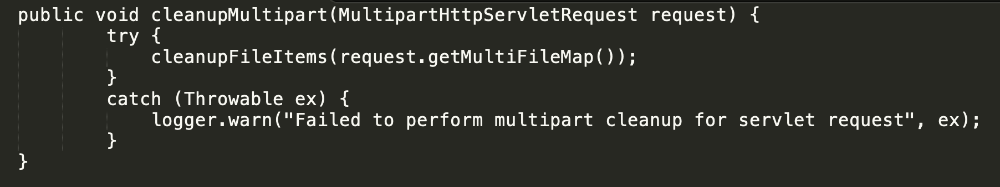 public void cleanupMultipart(MultipartHttpServletRequest request) {
        try {
            cleanupFileItems(request.getMultiFileMap());
        }
        catch (Throwable ex) {
            logger.warn("Failed to perform multipart cleanup for servlet request", ex);
        }
}